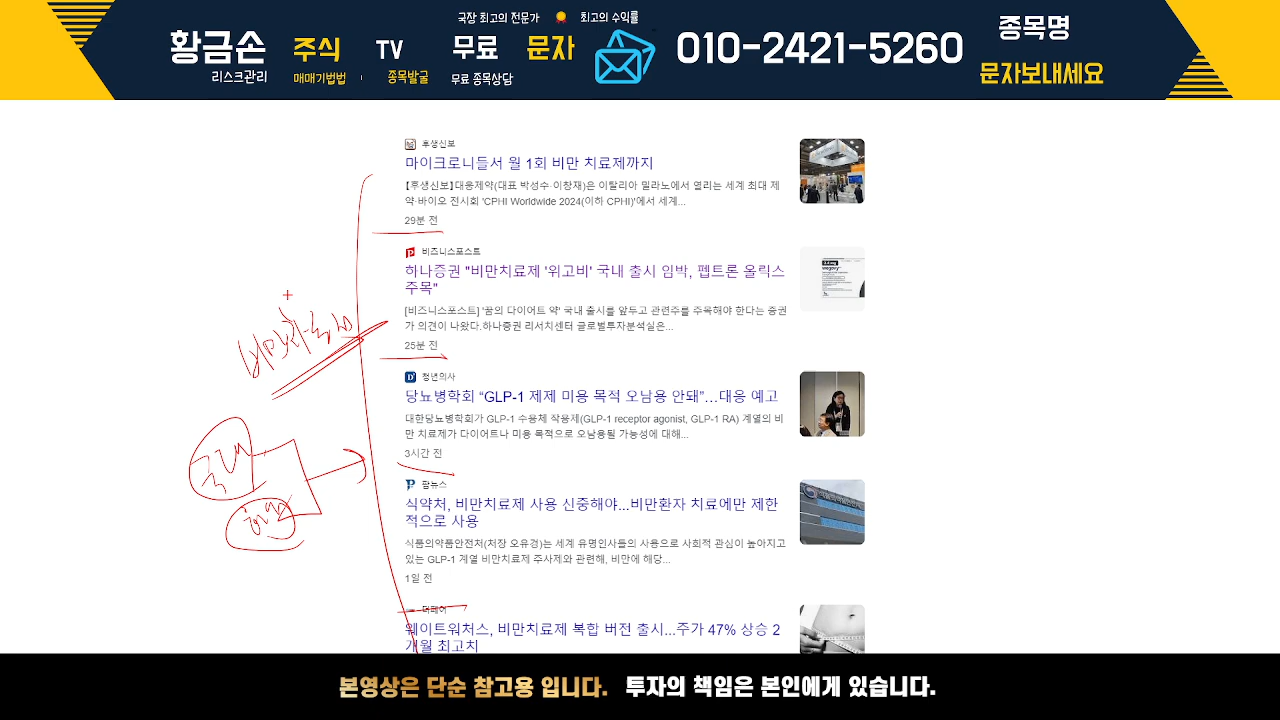 국장 최고의 전문가 최고의 수익률
황금손 주식 TV 무료 문자 010-2421-5260 종목명
리스크관리 매매기법법 | 종목발굴 무료 종목상담 문자보내세요
후생신보
마이크로니들서 월 1회 비만 치료제까지
【후생신보】대웅제약(대표 박성수·이창재)은 이탈리아 밀라노에서 열리는 세계 최대 제
약·바이오 전시회 'CPHI Worldwide 2024(이하 CPHI)'에서 세계...
29분 전
비즈니스포스트
하나증권 "비만치료제 '위고비' 국내 출시 임박, 펩트론 올릭스
주목"
[비즈니스포스트] '꿈의 다이어트 약' 국내 출시를 앞두고 관련주를 주목해야 한다는 증권
가 의견이 나왔다.하나증권 리서치센터 글로벌투자분석실은...
25분 전
청년의사
당뇨병학회 “GLP-1 제제 미용 목적 오남용 안돼”…대응 예고
대한당뇨병학회가 GLP-1 수용체 작용제(GLP-1 receptor agonist, GLP-1 RA) 계열의 비
만 치료제가 다이어트나 미용 목적으로 오남용될 가능성에 대해...
3시간 전
팜뉴스
식약처, 비만치료제 사용 신중해야...비만환자 치료에만 제한
적으로 사용
식품의약품안전처(처장 오유경)는 세계 유명인사들의 사용으로 사회적 관심이 높아지고
있는 GLP-1 계열 비만치료제 주사제와 관련해, 비만에 해당...
1일 전
웨이트워처스, 비만치료제 복합 버전 출시...주가 47% 상승 2
개월 최고치
국내
해외
본영상은 단순 참고용 입니다. 투자의 책임은 본인에게 있습니다.